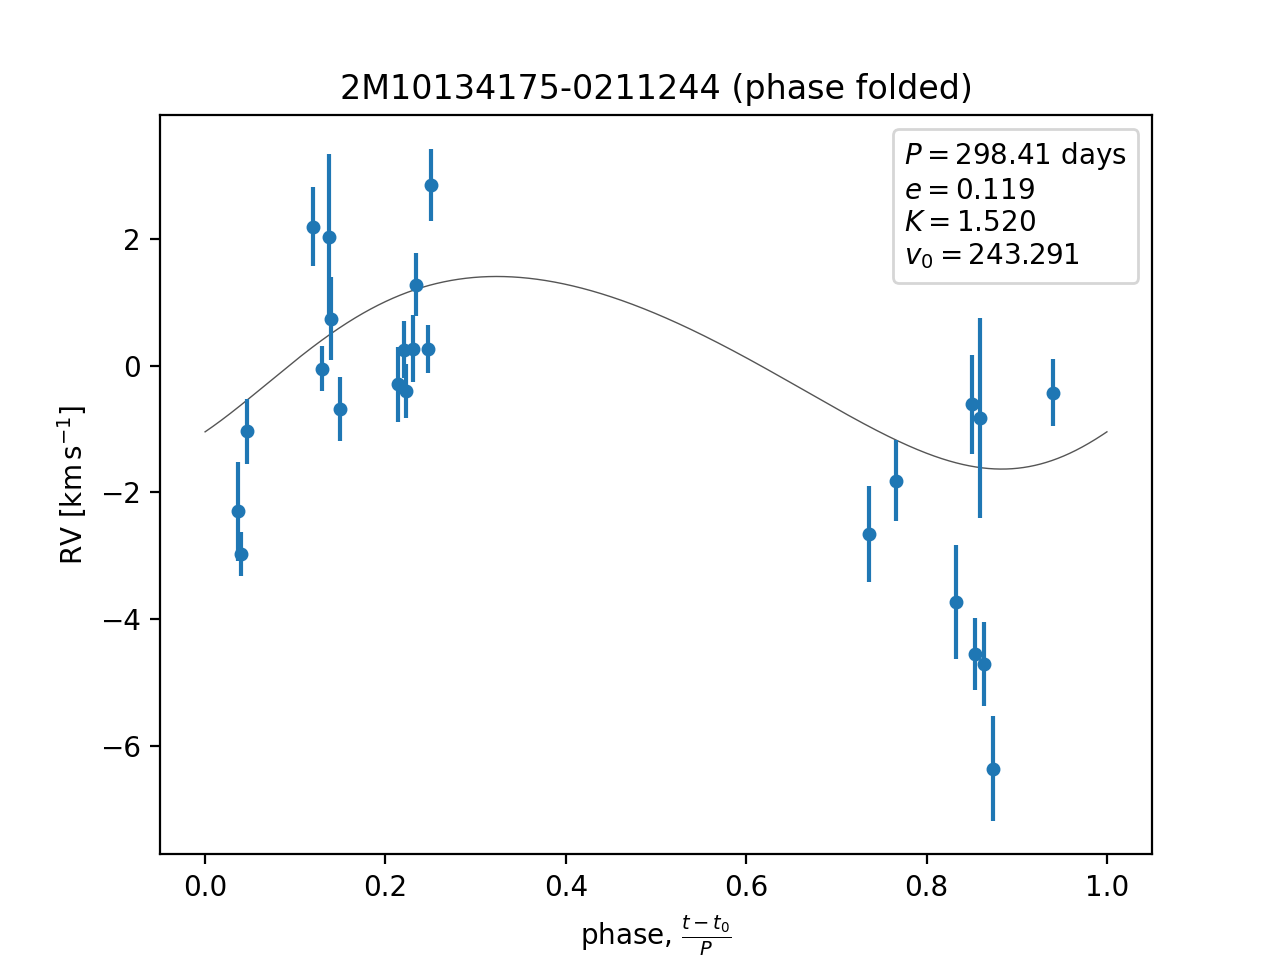 2M10134175-0211244 (phase folded)
P = 298.41 days
e = 0.119
K = 1.520
v₀ = 243.291
RV [km s⁻¹]
2
0
−2
−4
−6
0.0 0.2 0.4 0.6 0.8 1.0
phase, (t − t₀)/P